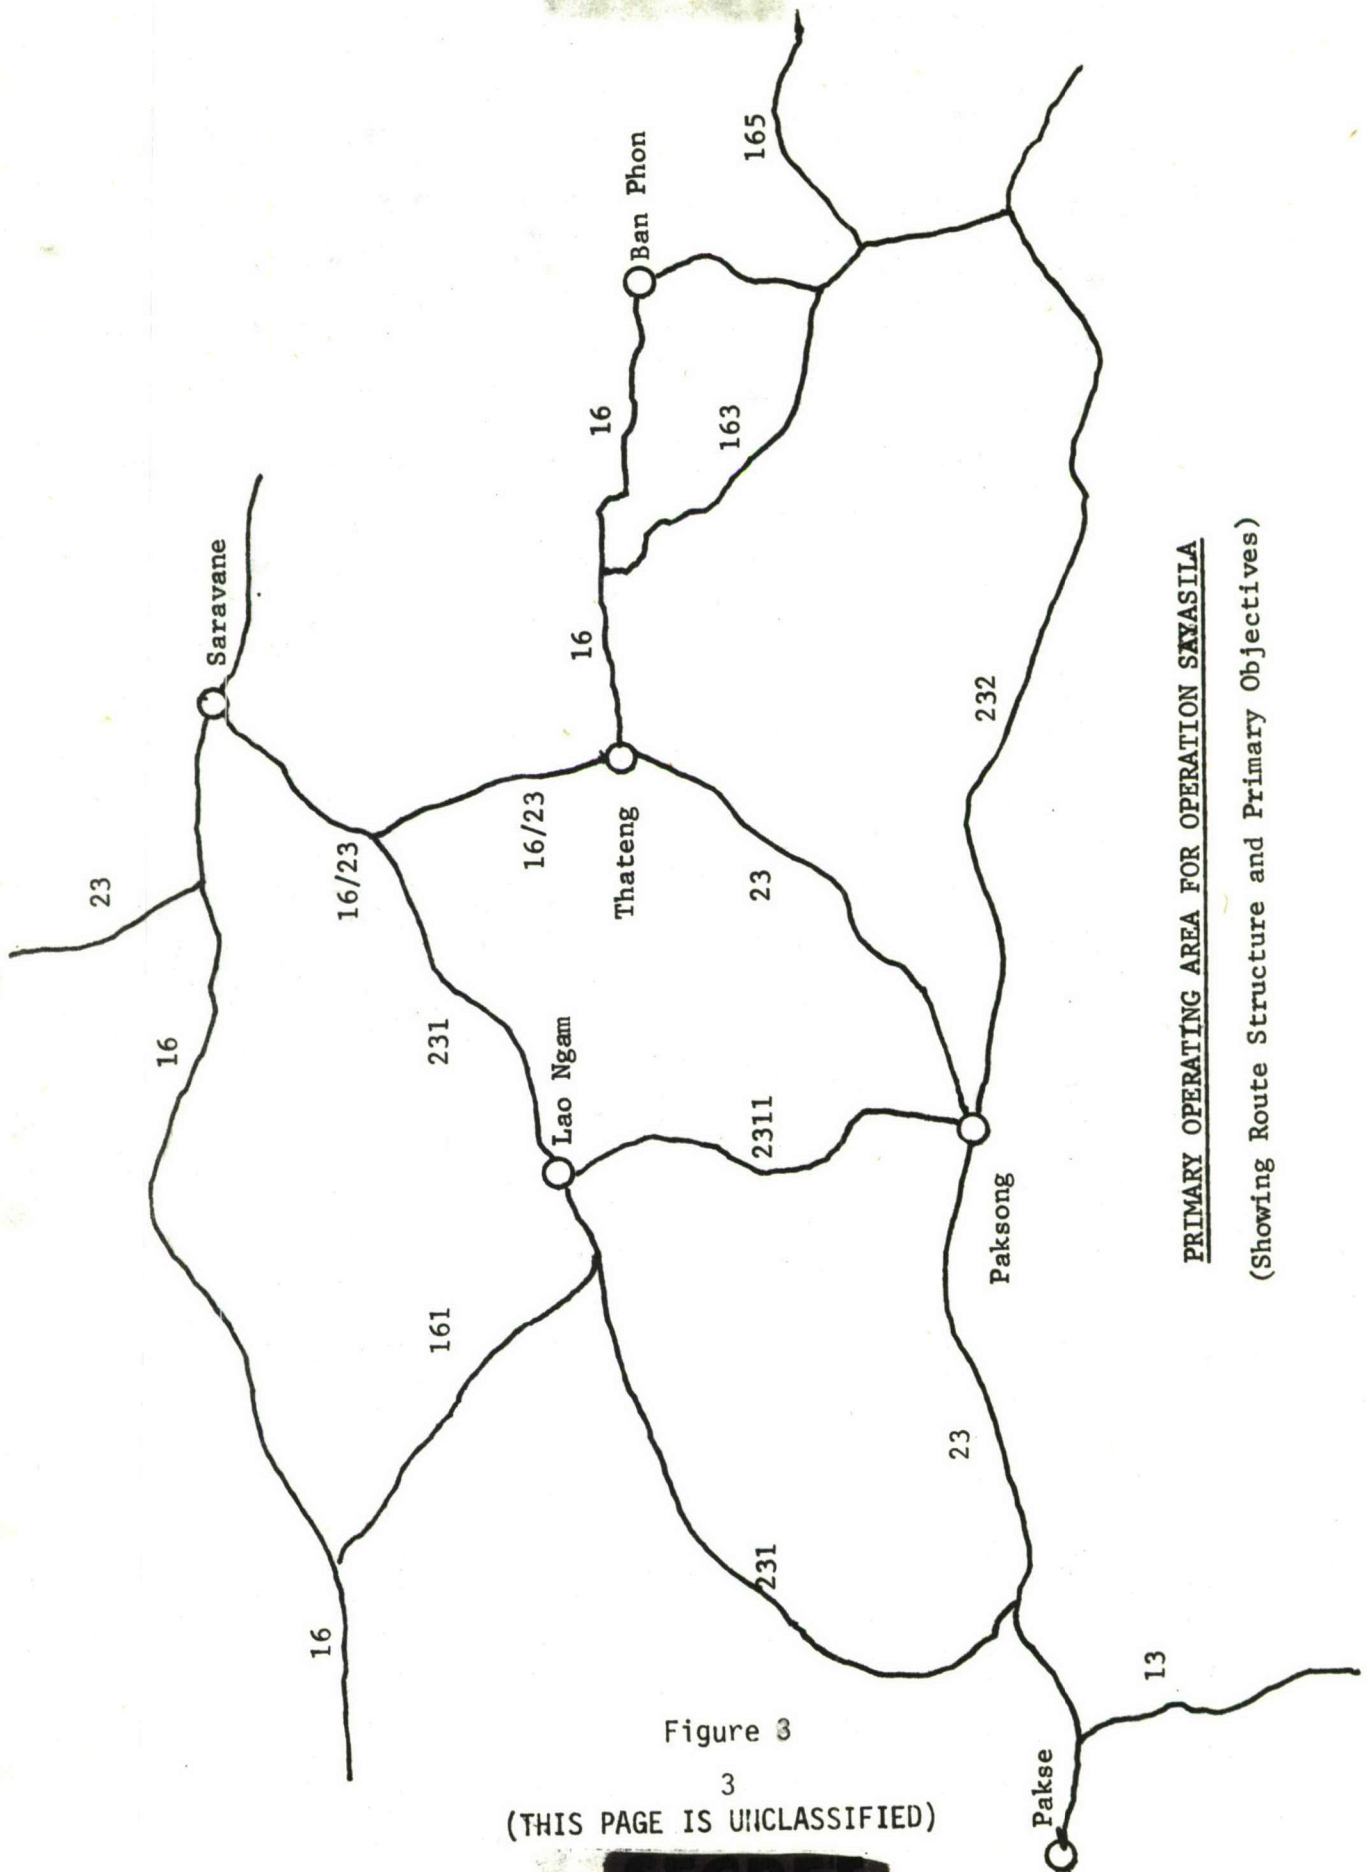 23
Saravane
16
16/23
231
Lao Ngam
161
16
16/23
Thateng
16
16
Ban Phon
163
165
23
2311
232
231
23
Paksong
Pakse
13
PRIMARY OPERATING AREA FOR OPERATION SAYASILA
(Showing Route Structure and Primary Objectives)
Figure 3
3
(THIS PAGE IS UNCLASSIFIED)